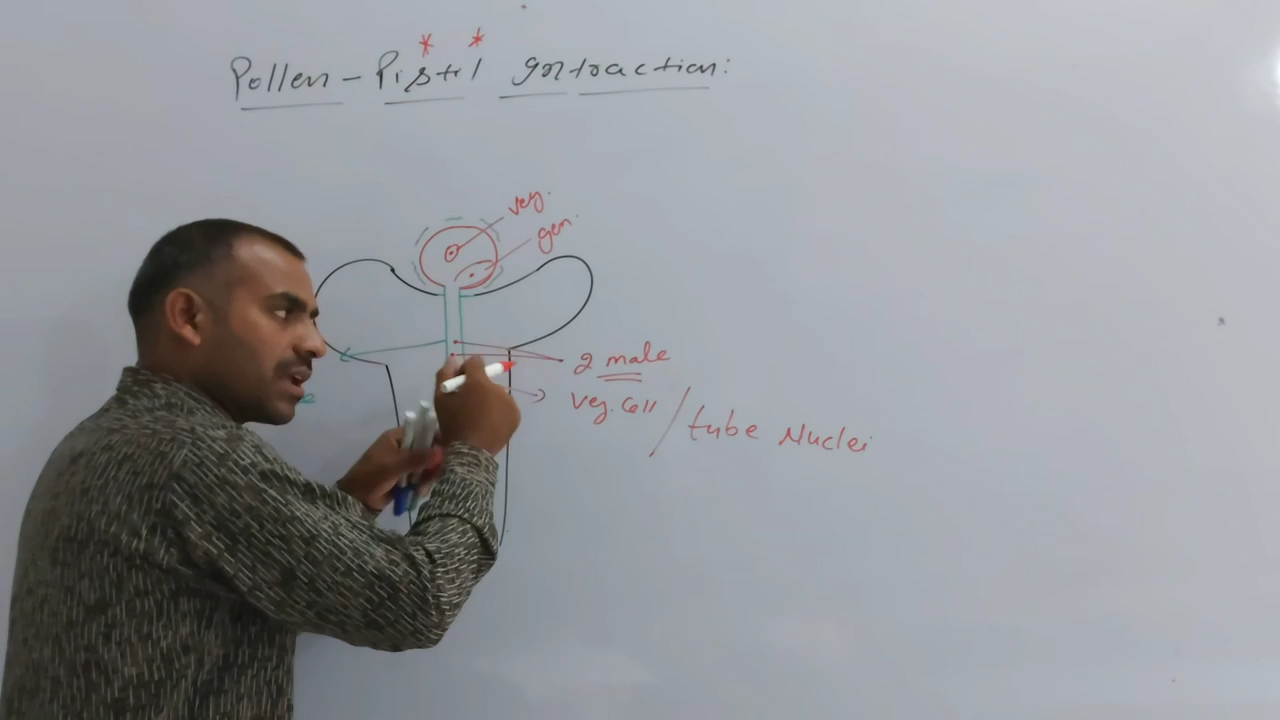 Pollen - Pistil Interaction:
veg.
gen.
2 male
veg. Cell / tube Nuclei